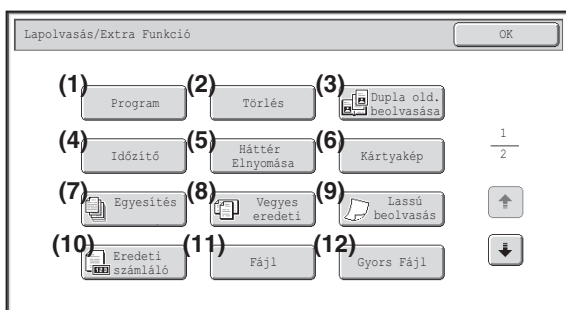 Lapolvasás/Extra Funkció
OK
(1) Program
(2) Törlés
(3) Dupla old.
beolvasása
(4) Időzítő
(5) Háttér
Elnyomása
(6) Kártyakép
1
2
(7) Egyesítés
(8) Vegyes
eredeti
(9) Lassú
beolvasás
(10) Eredeti
számláló
123
(11) Fájl
(12) Gyors Fájl